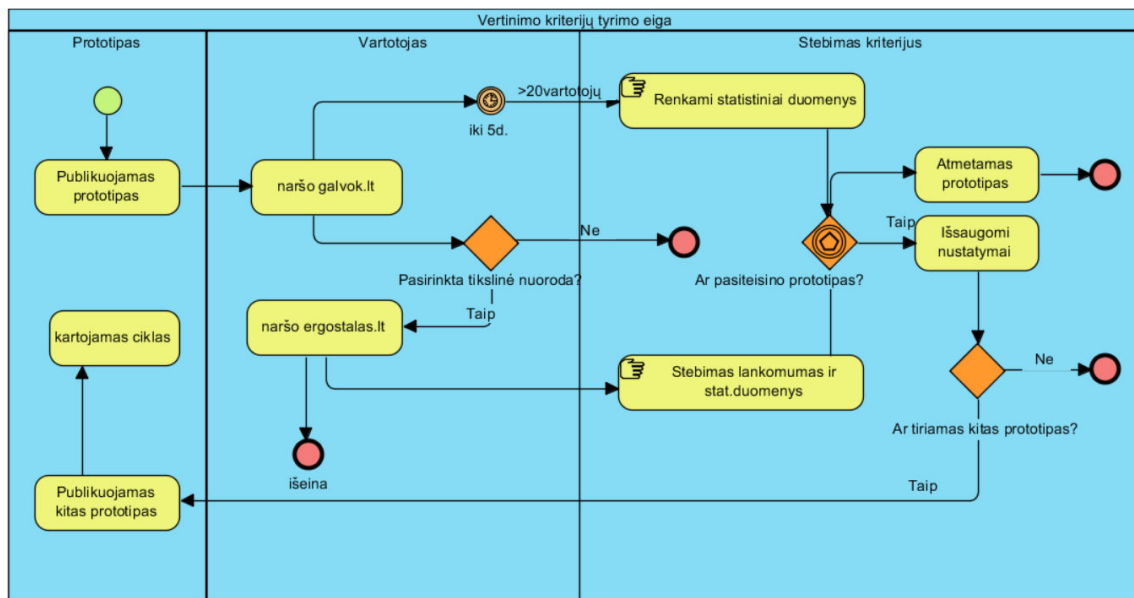 Vertinimo kriterijų tyrimo eiga
Prototipas
Vartotojas
Stebimas kriterijus
>20vartotojų
iki 5d.
Renkami statistiniai duomenys
Publikuojamas
prototipas
naršo galvok.lt
Atmetamas
prototipas
Ne
Taip
Išsaugomi
nustatymai
Pasirinkta tikslinė nuoroda?
Ar pasiteisino prototipas?
Taip
naršo ergostalas.lt
kartojamas ciklas
Stebimas lankomumas ir
stat.duomenys
Ne
Ar tiriamas kitas prototipas?
išeina
Publikuojamas
kitas prototipas
Taip